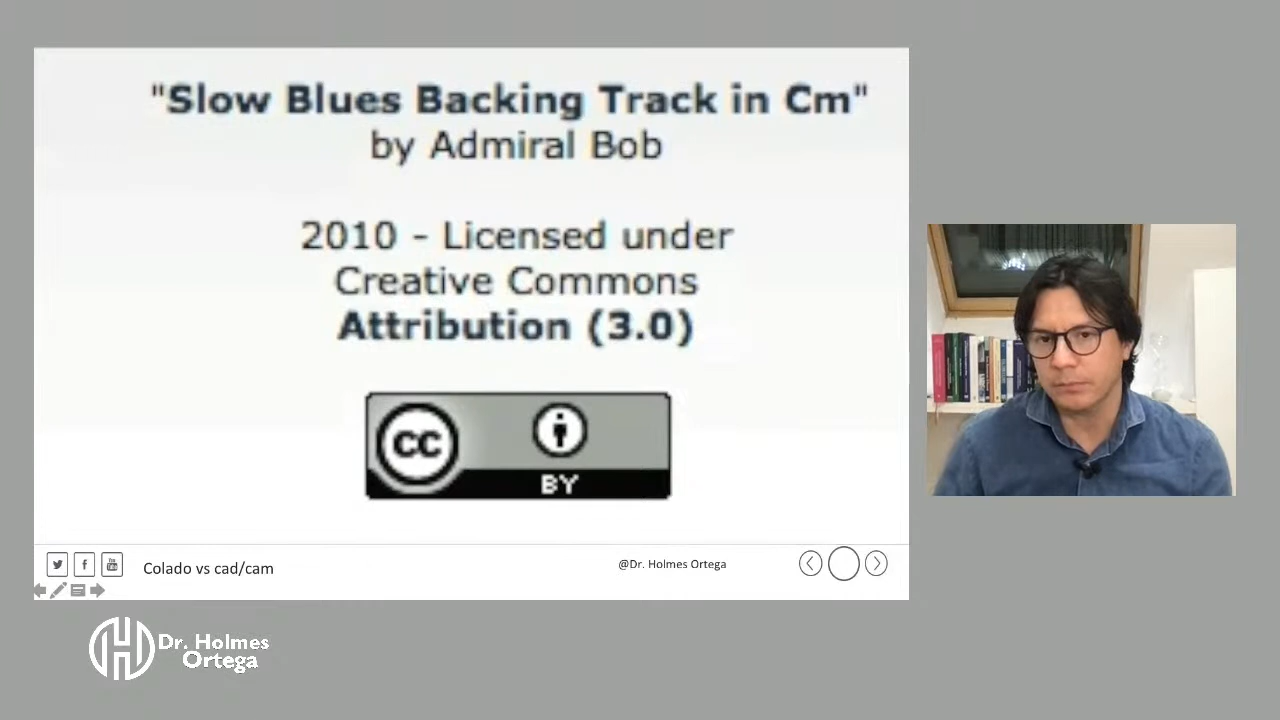 "Slow Blues Backing Track in Cm"
by Admiral Bob
2010 - Licensed under
Creative Commons
Attribution (3.0)
CC
BY
Colado vs cad/cam
@Dr. Holmes Ortega
Dr. Holmes
Ortega